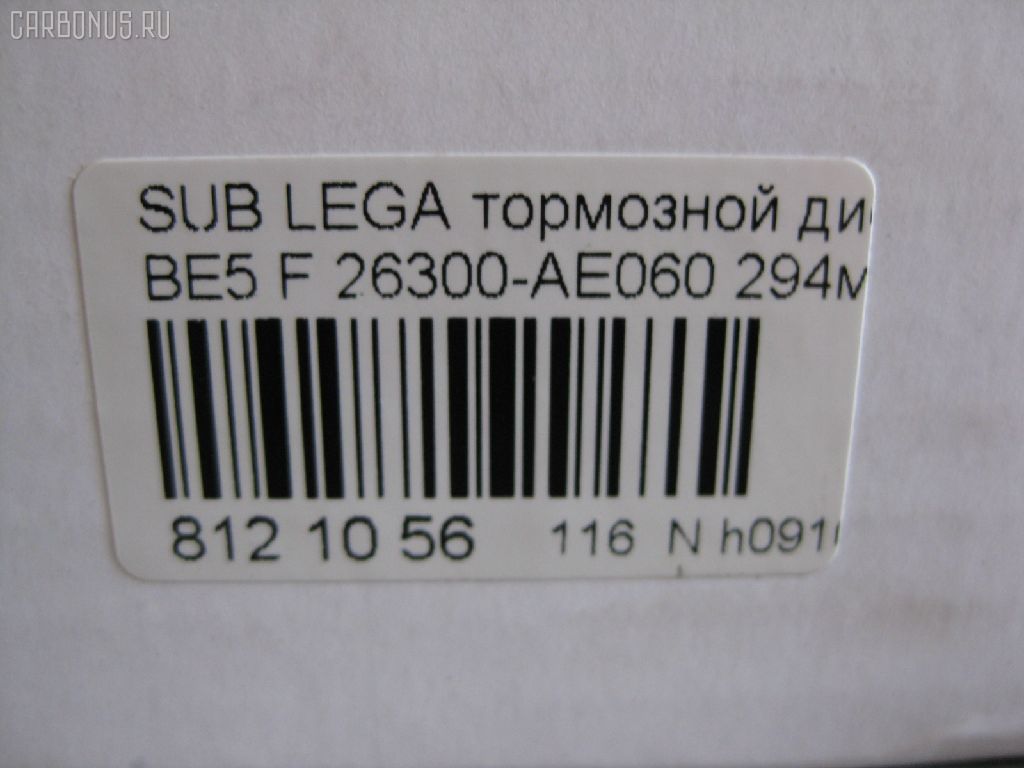 CARBONUS.RU
SUB LEGA тормозной ди
BE5 F 26300-AE060 294м
812 10 56 116 N h091